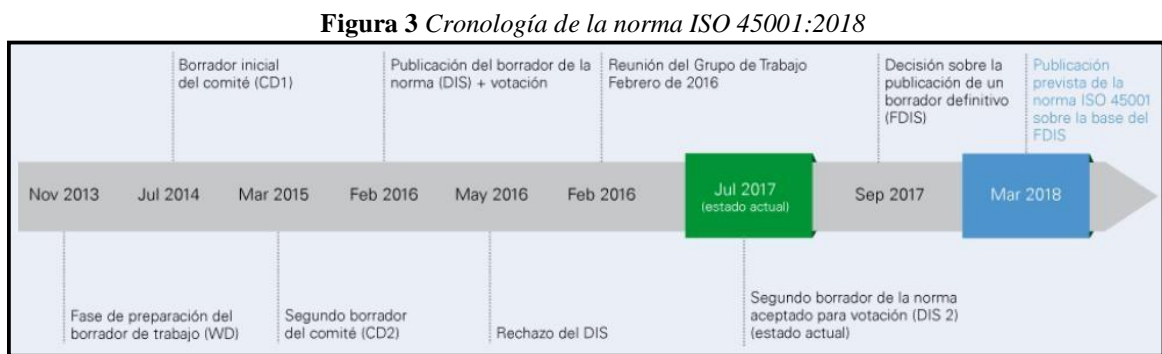 Figura 3 Cronología de la norma ISO 45001:2018
Borrador inicial
del comité (CD1)
Publicación del borrador de la
norma (DIS) + votación
Reunión del Grupo de Trabajo
Febrero de 2016
Decisión sobre la
publicación de un
borrador definitivo
(FDIS)
Publicación
prevista de la
norma ISO 45001
sobre la base del
FDIS
Nov 2013
Jul 2014
Mar 2015
Feb 2016
May 2016
Feb 2016
Jul 2017
(estado actual)
Sep 2017
Mar 2018
Fase de preparación del
borrador de trabajo (WD)
Segundo borrador
del comité (CD2)
Rechazo del DIS
Segundo borrador de la norma
aceptado para votación (DIS 2)
(estado actual)